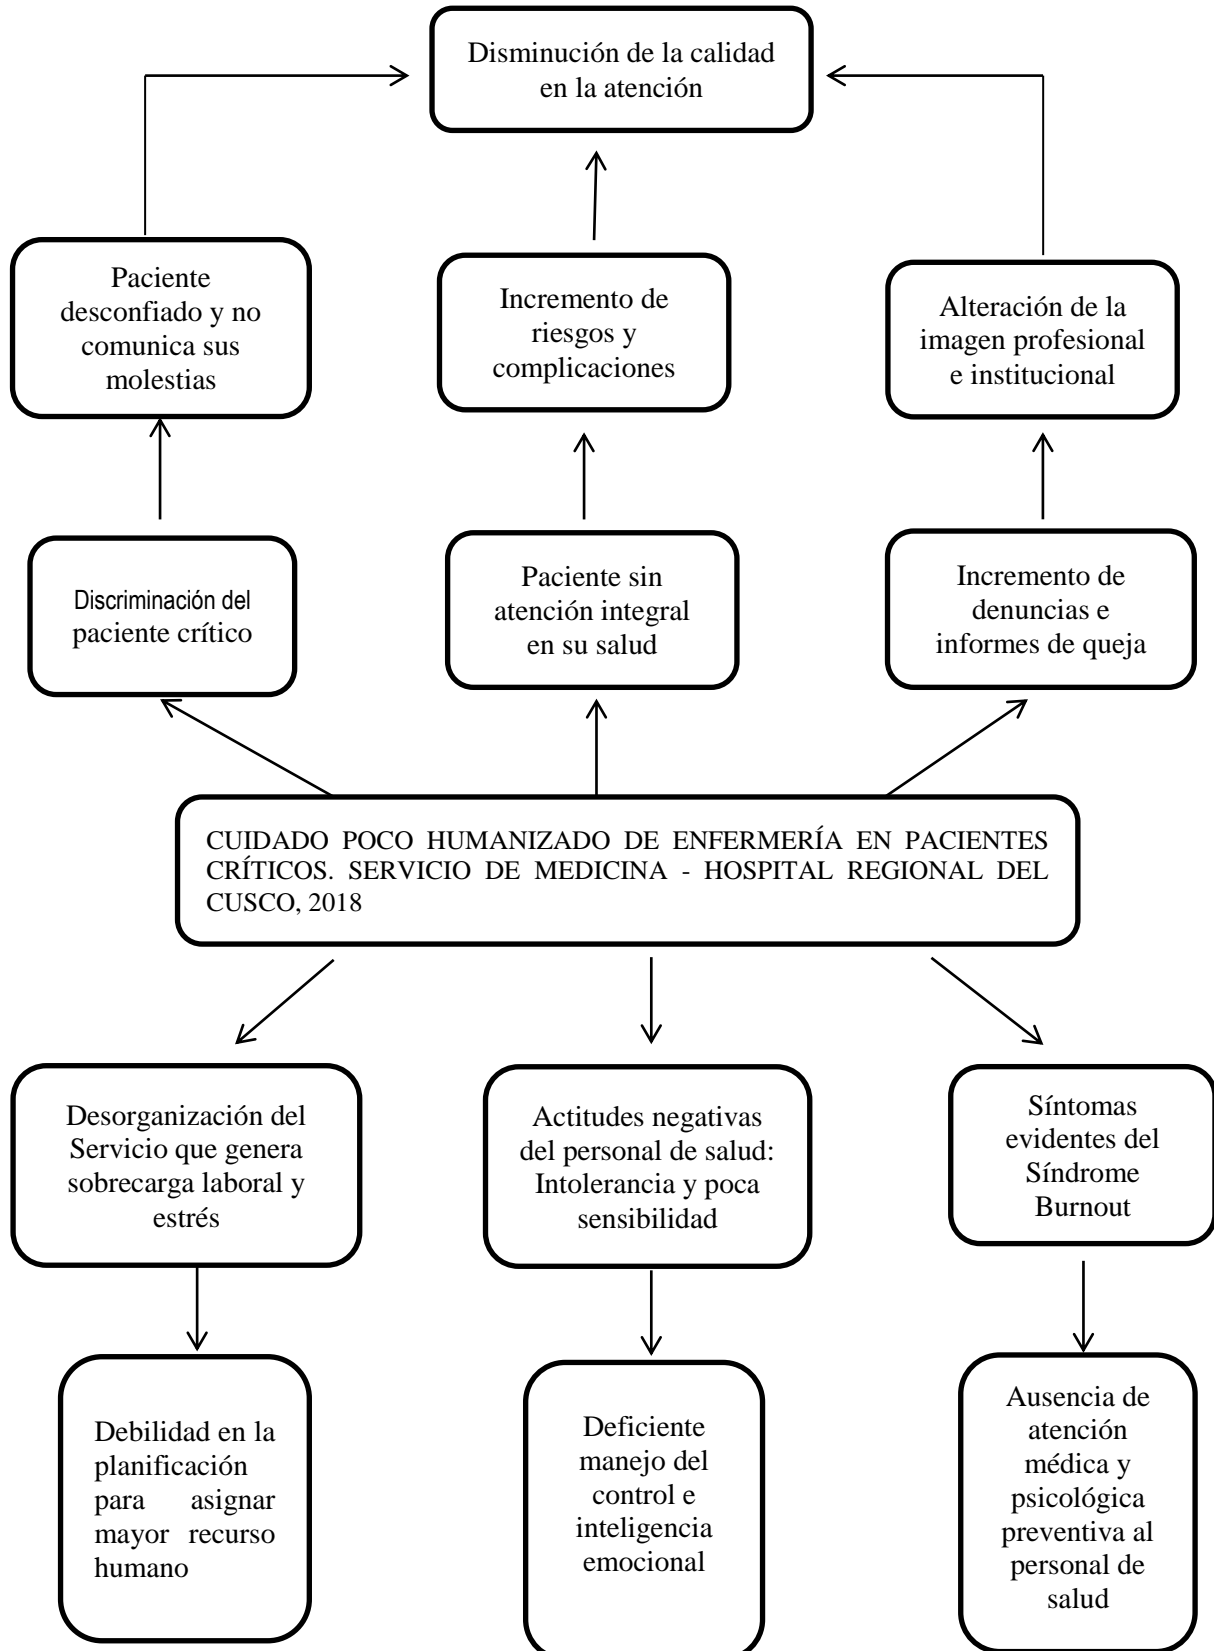 Disminución de la calidad
en la atención
Paciente
desconfiado y no
comunica sus
molestias
Incremento de
riesgos y
complicaciones
Alteración de la
imagen profesional
e institucional
Discriminación del
paciente crítico
Paciente sin
atención integral
en su salud
Incremento de
denuncias e
informes de queja
CUIDADO POCO HUMANIZADO DE ENFERMERÍA EN PACIENTES
CRÍTICOS. SERVICIO DE MEDICINA - HOSPITAL REGIONAL DEL
CUSCO, 2018
Desorganización del
Servicio que genera
sobrecarga laboral y
estrés
Actitudes negativas
del personal de salud:
Intolerancia y poca
sensibilidad
Síntomas
evidentes del
Síndrome
Burnout
Debilidad en la
planificación
para asignar
mayor recurso
humano
Deficiente
manejo del
control e
inteligencia
emocional
Ausencia de
atención
médica y
psicológica
preventiva al
personal de
salud